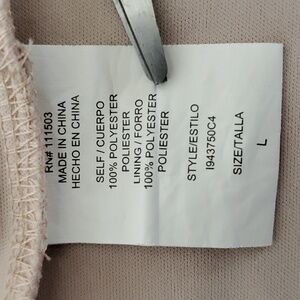 RN# 111503
MADE IN CHINA
HECHO EN CHINA
SELF / CUERPO
100% POLYESTER
POLIESTER
LINING / FORRO
100% POLYESTER
POLIESTER
STYLE/ESTILO
I943750C4
SIZE/TALLA
L